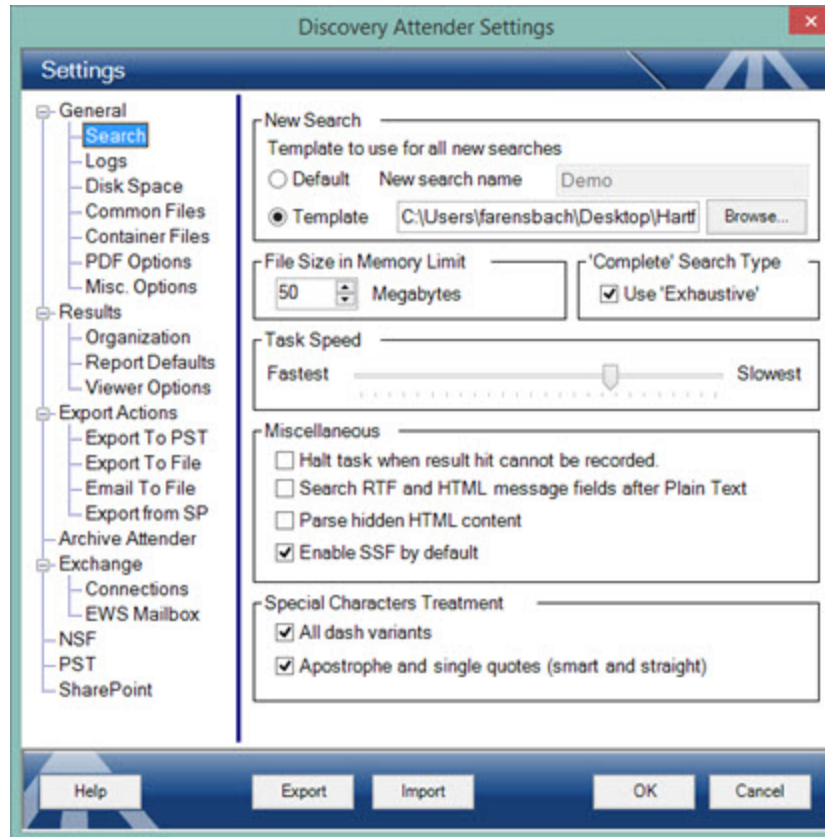 Discovery Attender Settings
Settings
General
Search
Logs
Disk Space
Common Files
Container Files
PDF Options
Misc. Options
Results
Organization
Report Defaults
Viewer Options
Export Actions
Export To PST
Export To File
Email To File
Export from SP
Archive Attender
Exchange
Connections
EWS Mailbox
NSF
PST
SharePoint
New Search
Template to use for all new searches
Default New search name Demo
Template C:\Users\farensbach\Desktop\Hartf Browse...
File Size in Memory Limit
50 Megabytes
'Complete' Search Type
Use 'Exhaustive'
Task Speed
Fastest Slowest
Miscellaneous
Halt task when result hit cannot be recorded.
Search RTF and HTML message fields after Plain Text
Parse hidden HTML content
Enable SSF by default
Special Characters Treatment
All dash variants
Apostrophe and single quotes (smart and straight)
Help Export Import OK Cancel